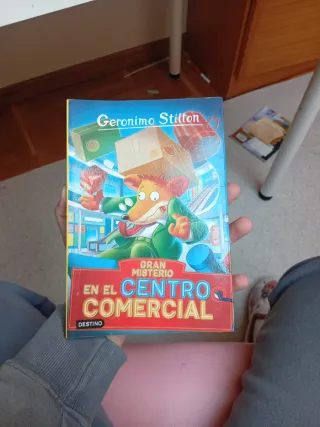 Geronimo Stilton
GRAN
MISTERIO
EN EL CENTRO
COMERCIAL
DESTINO